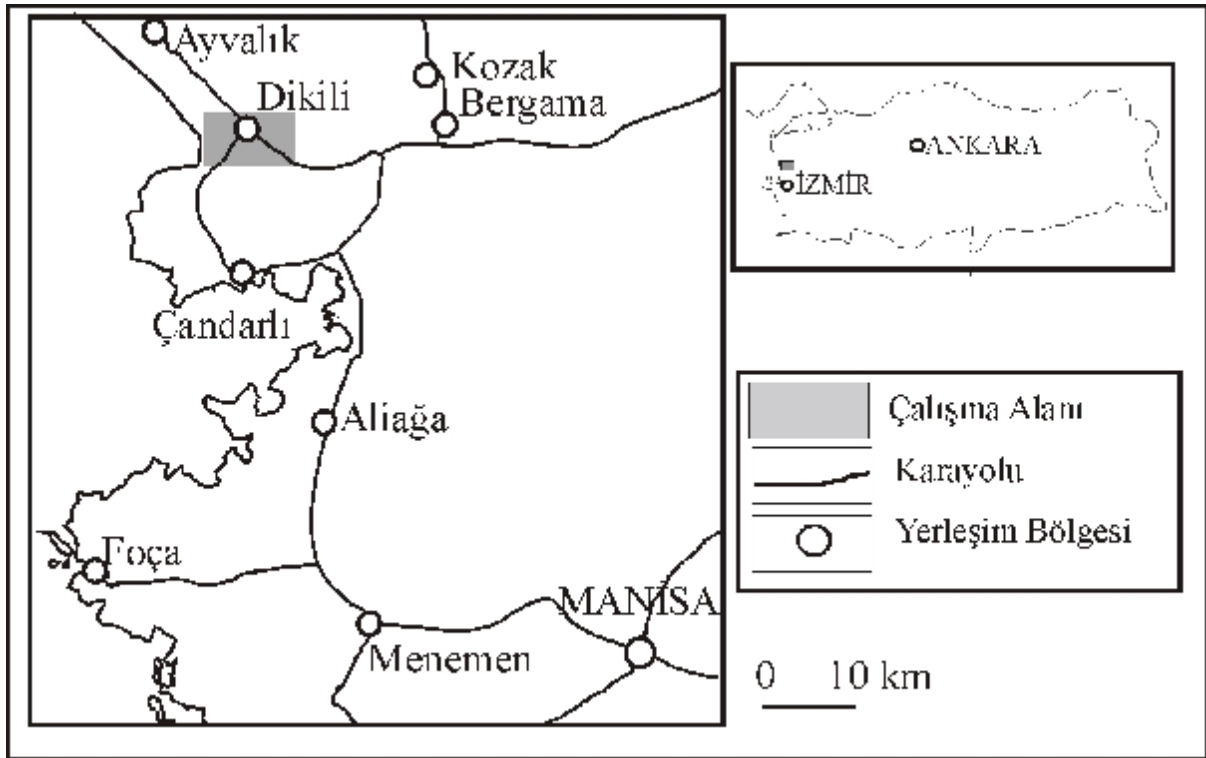 Ayvalık
Kozak
Dikili
Bergama
Çandarlı
Aliağa
Foça
MANİSA
Menemen
ANKARA
İZMİR
Çalışma Alanı
Karayolu
Yerleşim Bölgesi
0 10 km